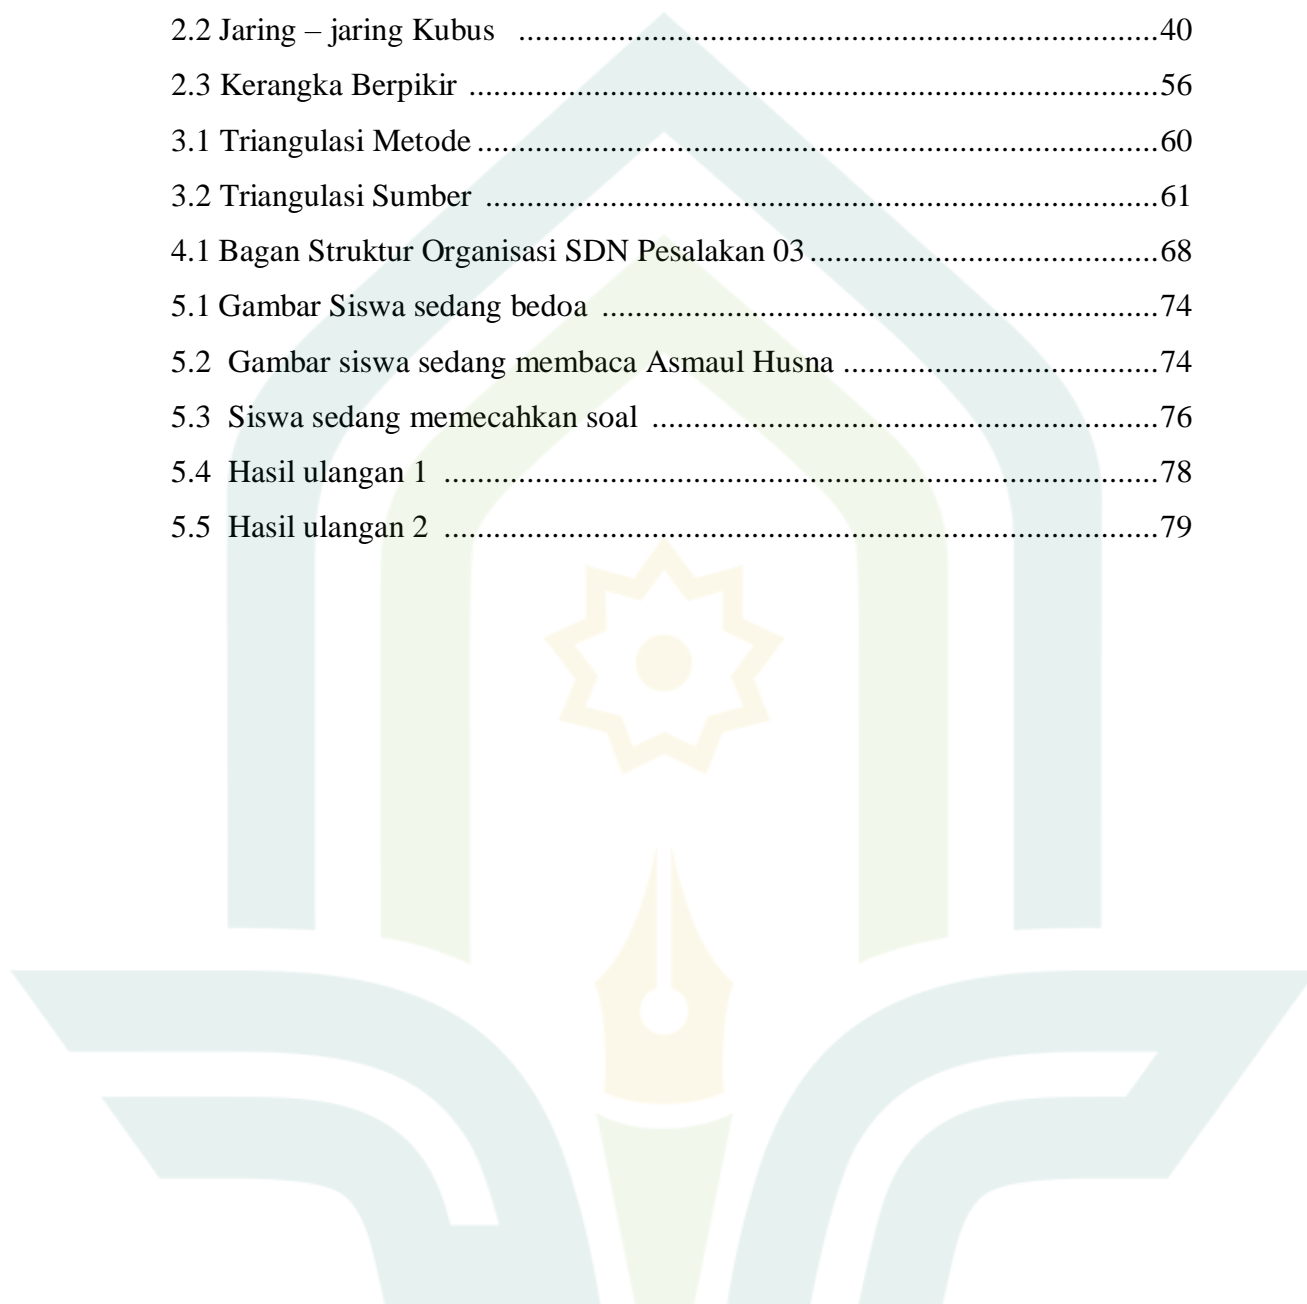 2.2 Jaring – jaring Kubus ............................................................................40
2.3 Kerangka Berpikir ..................................................................................56
3.1 Triangulasi Metode .................................................................................60
3.2 Triangulasi Sumber ................................................................................61
4.1 Bagan Struktur Organisasi SDN Pesalakan 03 .........................................68
5.1 Gambar Siswa sedang bedoa ..................................................................74
5.2 Gambar siswa sedang membaca Asmaul Husna .....................................74
5.3 Siswa sedang memecahkan soal ............................................................76
5.4 Hasil ulangan 1 .....................................................................................78
5.5 Hasil ulangan 2 .....................................................................................79